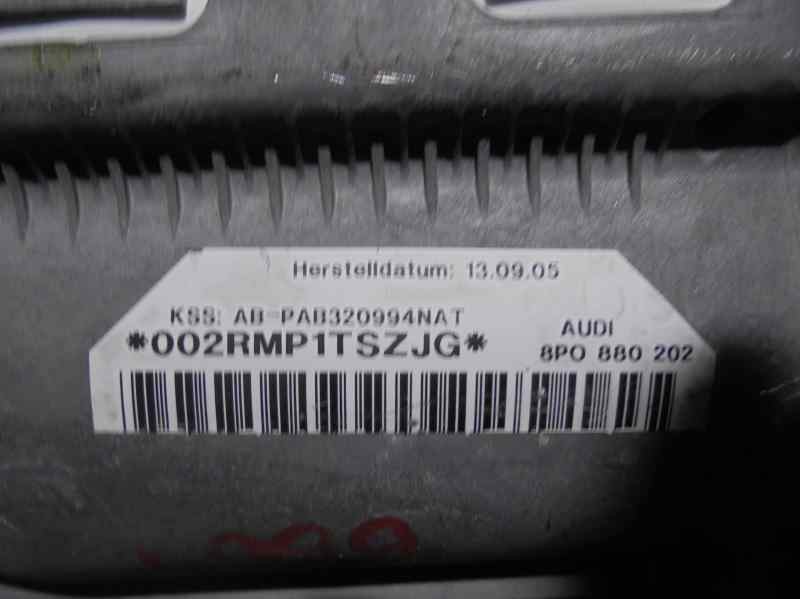 Herstelldatum: 13.09.05
KSS: AB-PAB320994NAT
*002RMP1TSZJG*
AUDI
8P0 880 202